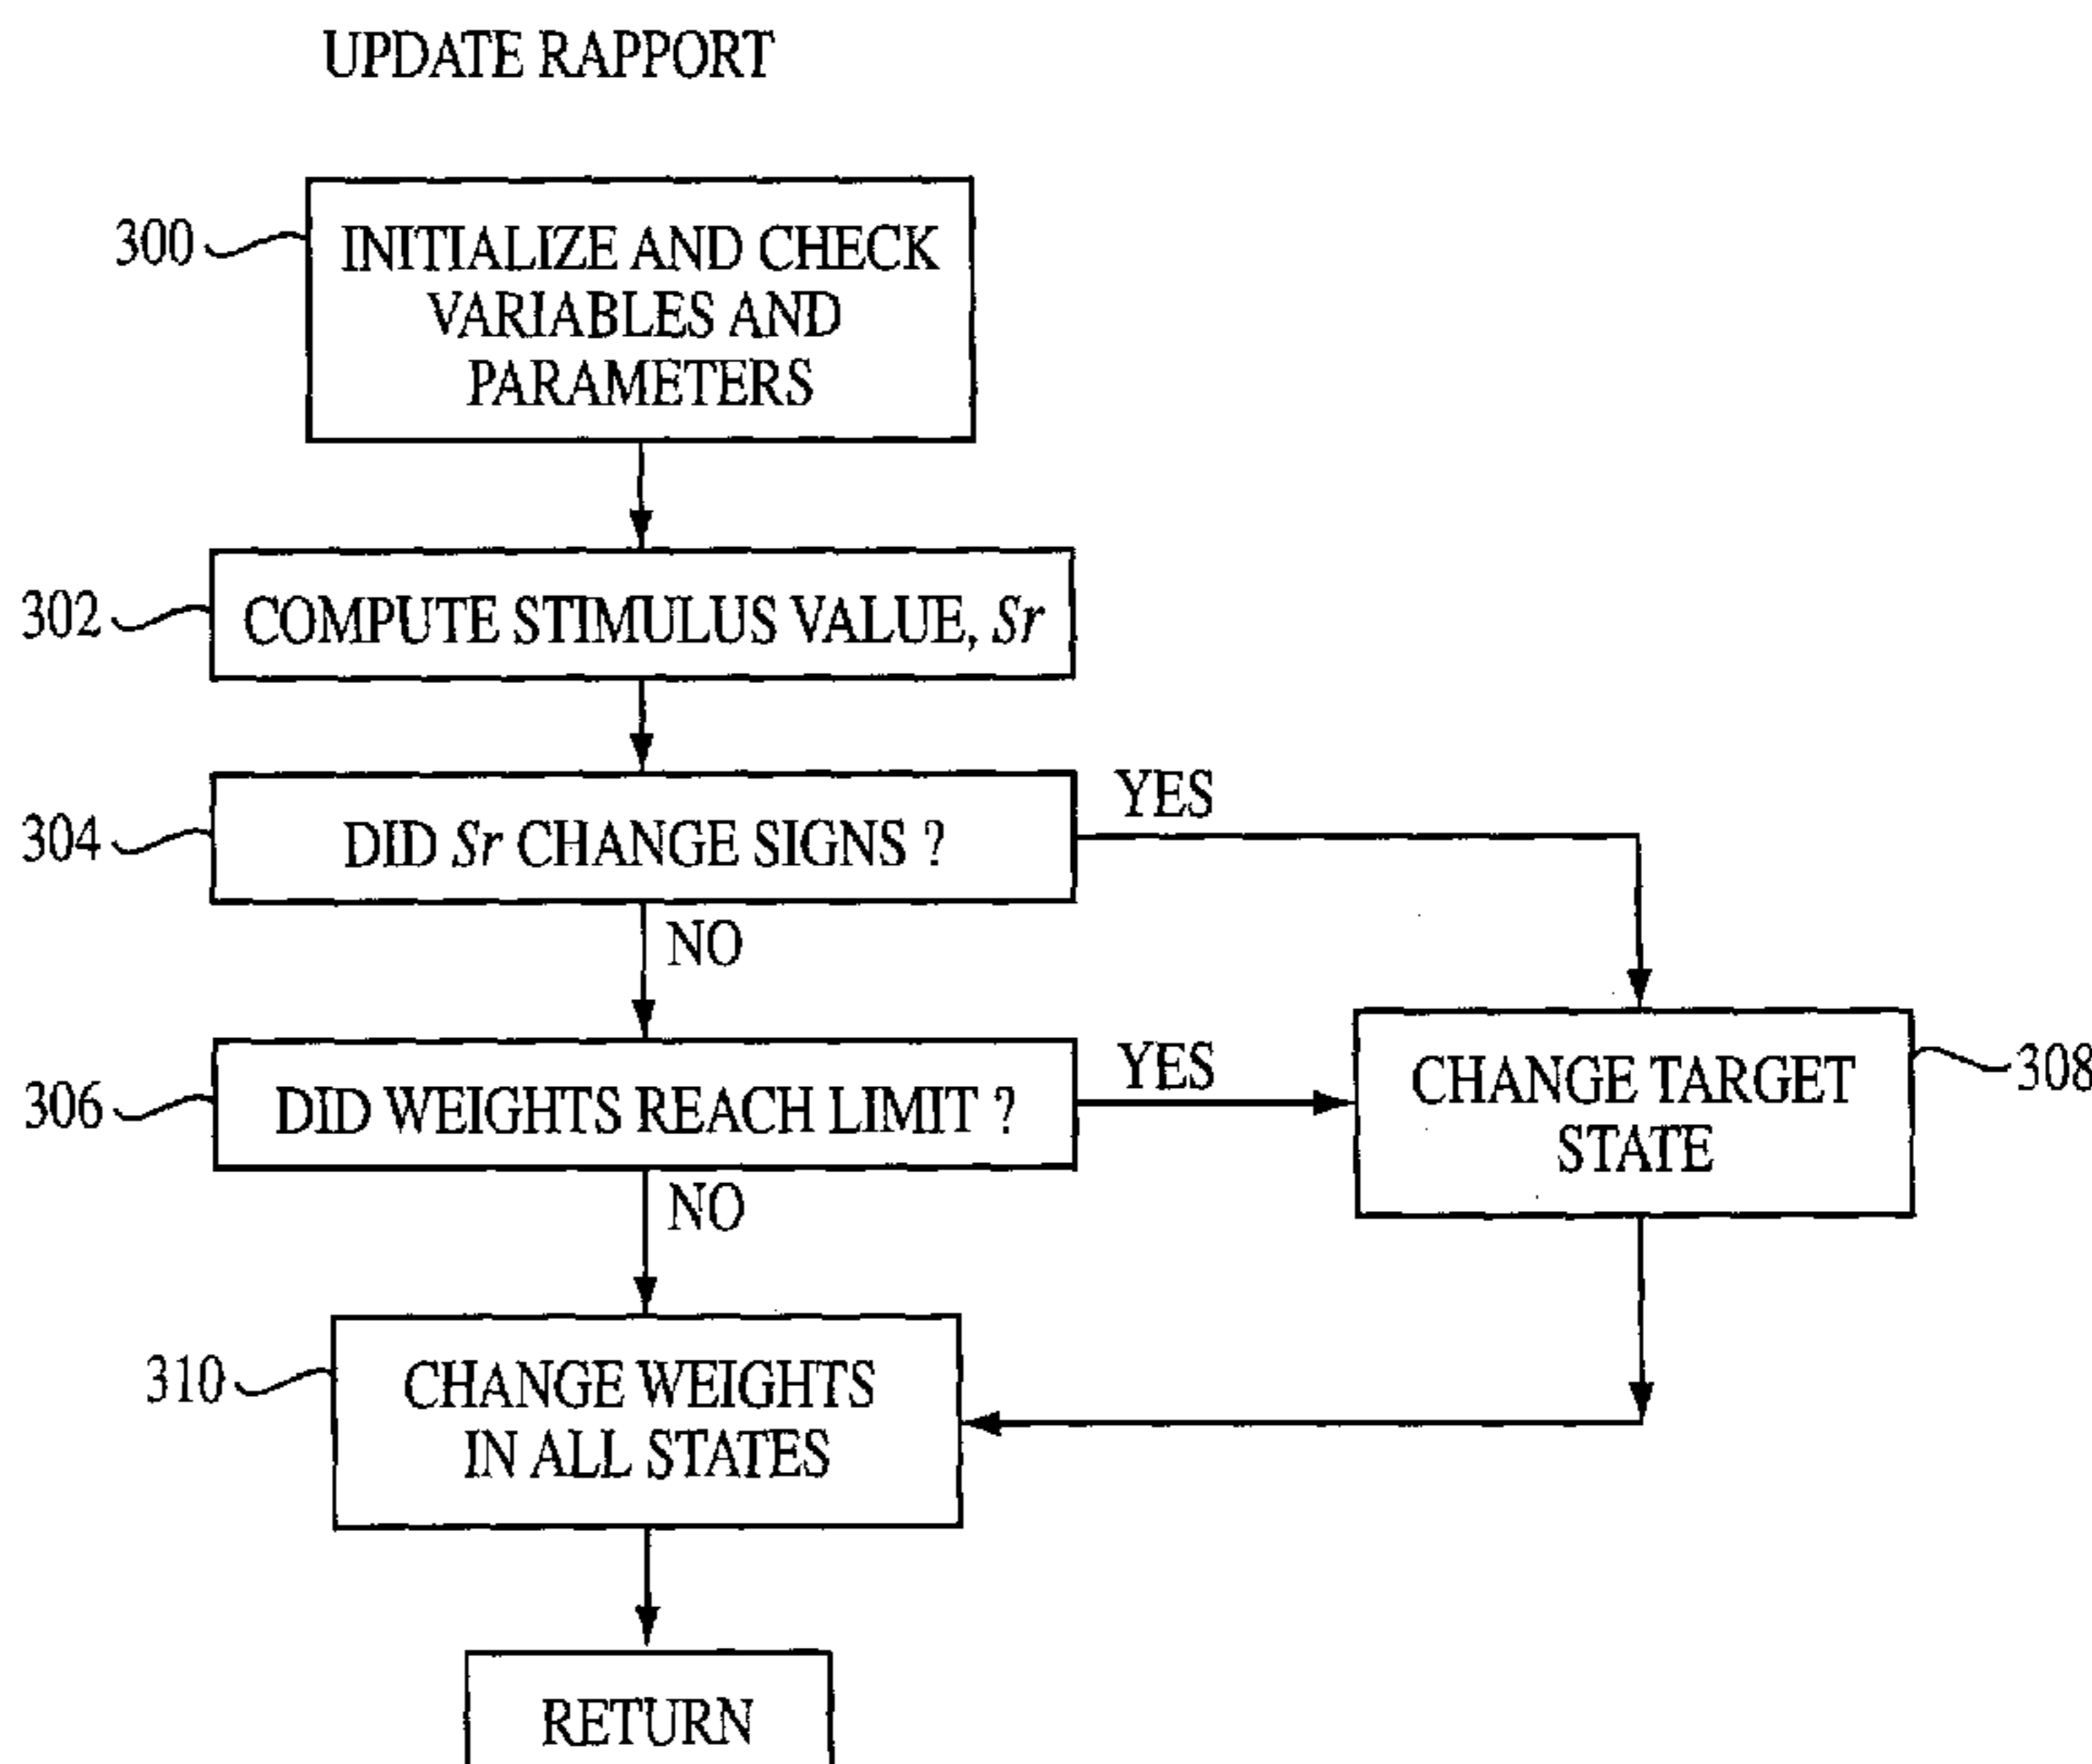 UPDATE RAPPORT
300
INITIALIZE AND CHECK
VARIABLES AND
PARAMETERS
302
COMPUTE STIMULUS VALUE, Sr
304
DID Sr CHANGE SIGNS ?
YES
NO
306
DID WEIGHTS REACH LIMIT ?
YES
CHANGE TARGET
STATE
308
NO
310
CHANGE WEIGHTS
IN ALL STATES
RETURN